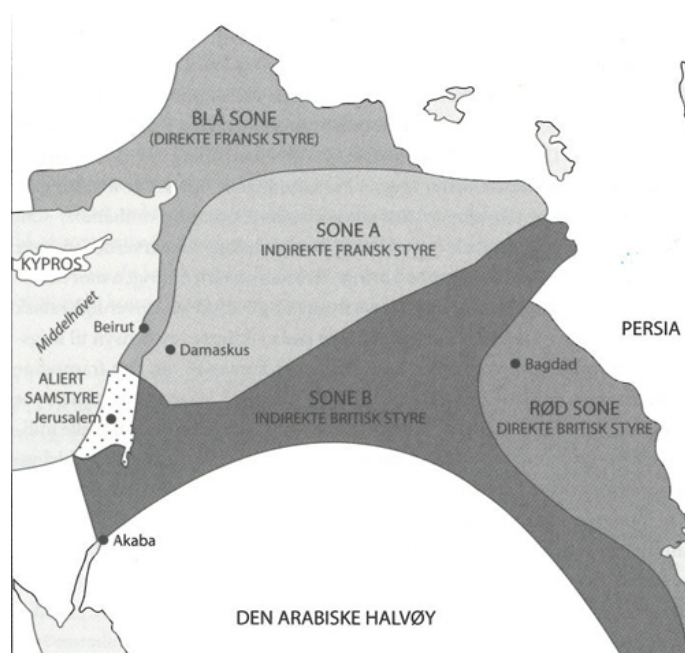 BLÅ SONE
(DIREKTE FRANSK STYRE)
SONE A
INDIREKTE FRANSK STYRE
KYPROS
Middelhavet
Beirut
Damaskus
PERSIA
Bagdad
ALIERT
SAMSTYRE
Jerusalem
SONE B
INDIREKTE BRITISK STYRE
RØD SONE
DIREKTE BRITISK STYRE
Akaba
DEN ARABISKE HALVØY